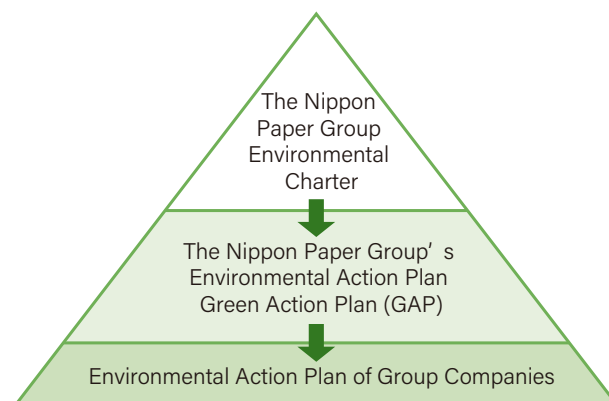 The Nippon
Paper Group
Environmental
Charter
The Nippon Paper Group’ s
Environmental Action Plan
Green Action Plan (GAP)
Environmental Action Plan of Group Companies